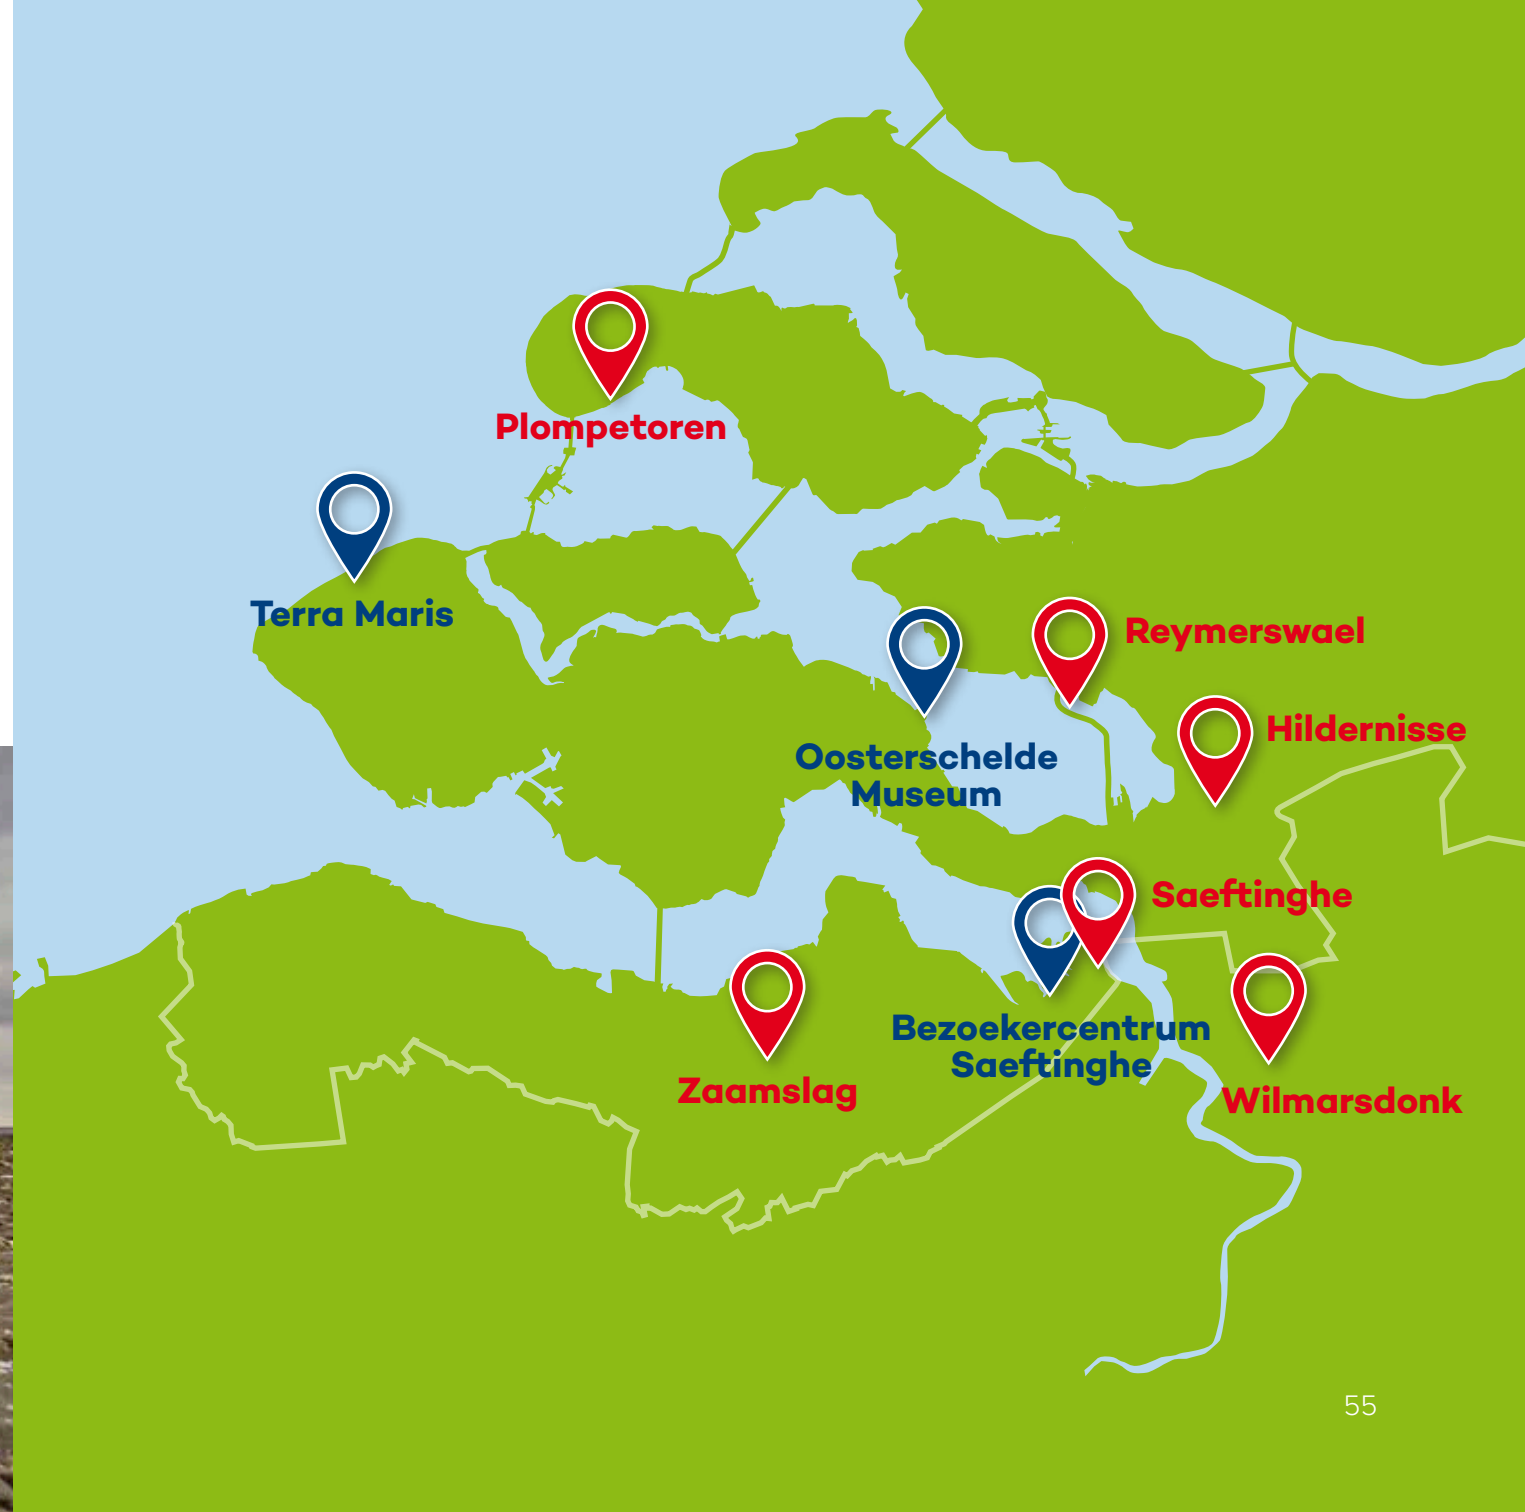 Plompetoren
Terra Maris
Reymerswael
Hildernisse
Oosterschelde
Museum
Saeftinghe
Bezoekercentrum
Saeftinghe
Zaamslag
Wilmarsdonk
55